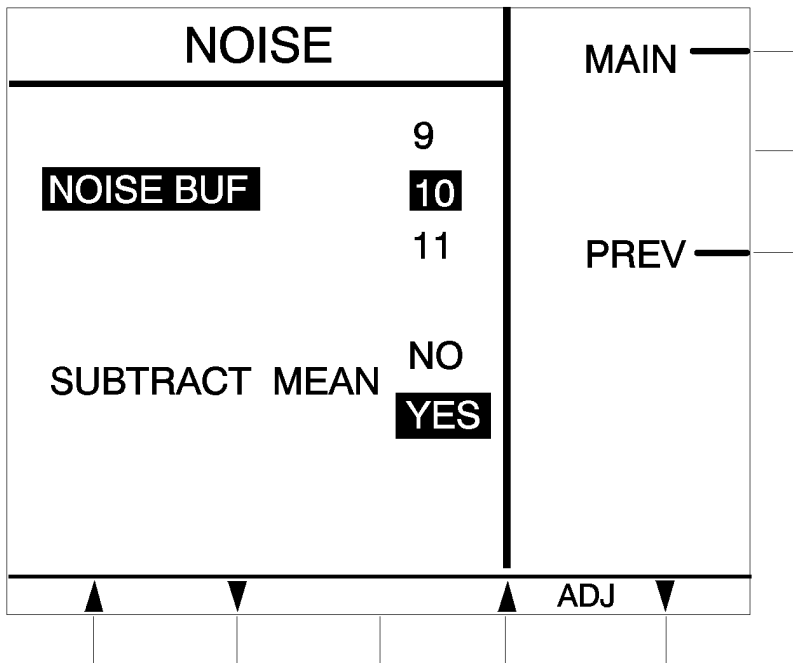 NOISE
MAIN
9
NOISE BUF 10
11
PREV
NO
SUBTRACT MEAN
YES
ADJ